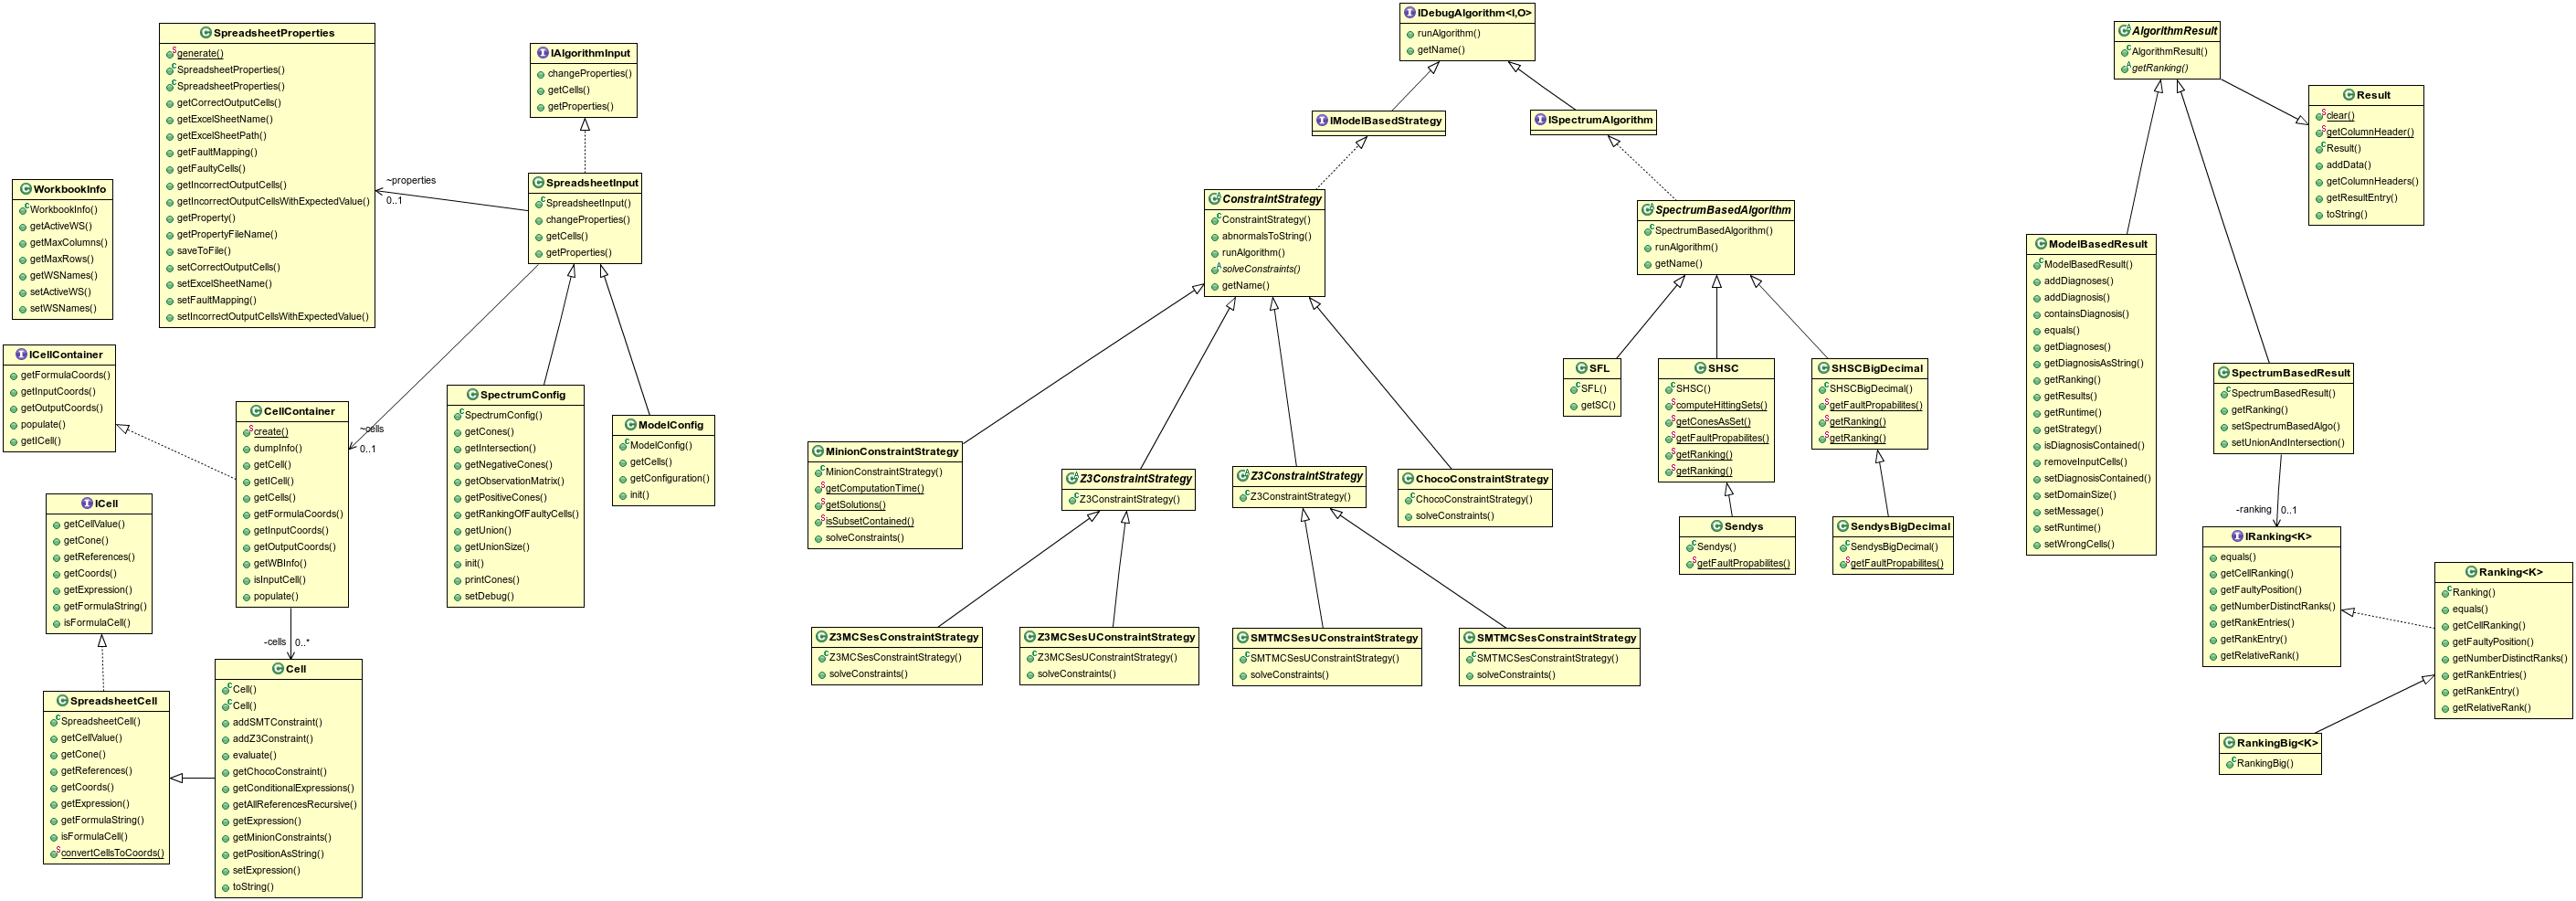 SpreadsheetProperties
generate()
SpreadsheetProperties()
SpreadsheetProperties()
getCorrectOutputCells()
getExcelSheetName()
getExcelSheetPath()
getFaultMapping()
getFaultyCells()
getIncorrectOutputCells()
getIncorrectOutputCellsWithExpectedValue()
getProperty()
getPropertyFileName()
saveToFile()
setCorrectOutputCells()
setExcelSheetName()
setFaultMapping()
setIncorrectOutputCellsWithExpectedValue()
IAlgorithmInput
changeProperties()
getCells()
getProperties()
~properties
0..1
SpreadsheetInput
SpreadsheetInput()
changeProperties()
getCells()
getProperties()
WorkbookInfo
WorkbookInfo()
getActiveWS()
getMaxColumns()
getMaxRows()
getWSNames()
setActiveWS()
setWSNames()
ICellContainer
getFormulaCoords()
getInputCoords()
getOutputCoords()
populate()
getICell()
CellContainer
create()
dumpInfo()
getCell()
getICell()
getCells()
getFormulaCoords()
getInputCoords()
getOutputCoords()
getWBInfo()
isInputCell()
populate()
~cells
0..1
SpectrumConfig
SpectrumConfig()
getCones()
getIntersection()
getNegativeCones()
getObservationMatrix()
getPositiveCones()
getRankingOfFaultyCells()
getUnion()
getUnionSize()
init()
printCones()
setDebug()
ModelConfig
ModelConfig()
getCells()
getConfiguration()
init()
ICell
getCellValue()
getCone()
getReferences()
getCoords()
getExpression()
getFormulaString()
isFormulaCell()
-cells
0..*
SpreadsheetCell
SpreadsheetCell()
getCellValue()
getCone()
getReferences()
getCoords()
getExpression()
getFormulaString()
isFormulaCell()
convertCellsToCoords()
Cell
Cell()
Cell()
addSMTConstraint()
addZ3Constraint()
evaluate()
getChocoConstraint()
getConditionalExpressions()
getAllReferencesRecursive()
getExpression()
getMinionConstraints()
getPositionAsString()
setExpression()
toString()
IDebugAlgorithm<I,O>
runAlgorithm()
getName()
IModelBasedStrategy
ISpectrumAlgorithm
ConstraintStrategy
ConstraintStrategy()
abnormalsToString()
runAlgorithm()
solveConstraints()
getName()
SpectrumBasedAlgorithm
SpectrumBasedAlgorithm()
runAlgorithm()
getName()
SFL
SFL()
getSC()
SHSC
SHSC()
computeHittingSets()
getConesAsSet()
getFaultPropabilites()
getRanking()
getRanking()
SHSCBigDecimal
SHSCBigDecimal()
getFaultPropabilites()
getRanking()
getRanking()
MinionConstraintStrategy
MinionConstraintStrategy()
getComputationTime()
getSolutions()
isSubsetContained()
solveConstraints()
Z3ConstraintStrategy
Z3ConstraintStrategy()
Z3ConstraintStrategy
Z3ConstraintStrategy()
ChocoConstraintStrategy
ChocoConstraintStrategy()
solveConstraints()
Sendys
Sendys()
getFaultPropabilites()
SendysBigDecimal
SendysBigDecimal()
getFaultPropabilites()
Z3MCSesConstraintStrategy
Z3MCSesConstraintStrategy()
solveConstraints()
Z3MCSesUConstraintStrategy
Z3MCSesUConstraintStrategy()
solveConstraints()
SMTMCSesUConstraintStrategy
SMTMCSesUConstraintStrategy()
solveConstraints()
SMTMCSesConstraintStrategy
SMTMCSesConstraintStrategy()
solveConstraints()
AlgorithmResult
AlgorithmResult()
getRanking()
Result
clear()
getColumnHeader()
Result()
addData()
getColumnHeaders()
getResultEntry()
toString()
ModelBasedResult
ModelBasedResult()
addDiagnoses()
addDiagnosis()
containsDiagnosis()
equals()
getDiagnoses()
getDiagnosisAsString()
getRanking()
getResults()
getRuntime()
getStrategy()
isDiagnosisContained()
removeInputCells()
setDiagnosisContained()
setDomainSize()
setMessage()
setRuntime()
setWrongCells()
SpectrumBasedResult
SpectrumBasedResult()
getRanking()
setSpectrumBasedAlgo()
setUnionAndIntersection()
-ranking
0..1
IRanking<K>
equals()
getCellRanking()
getFaultyPosition()
getNumberDistinctRanks()
getRankEntries()
getRankEntry()
getRelativeRank()
Ranking<K>
Ranking()
equals()
getCellRanking()
getFaultyPosition()
getNumberDistinctRanks()
getRankEntries()
getRankEntry()
getRelativeRank()
RankingBig<K>
RankingBig()